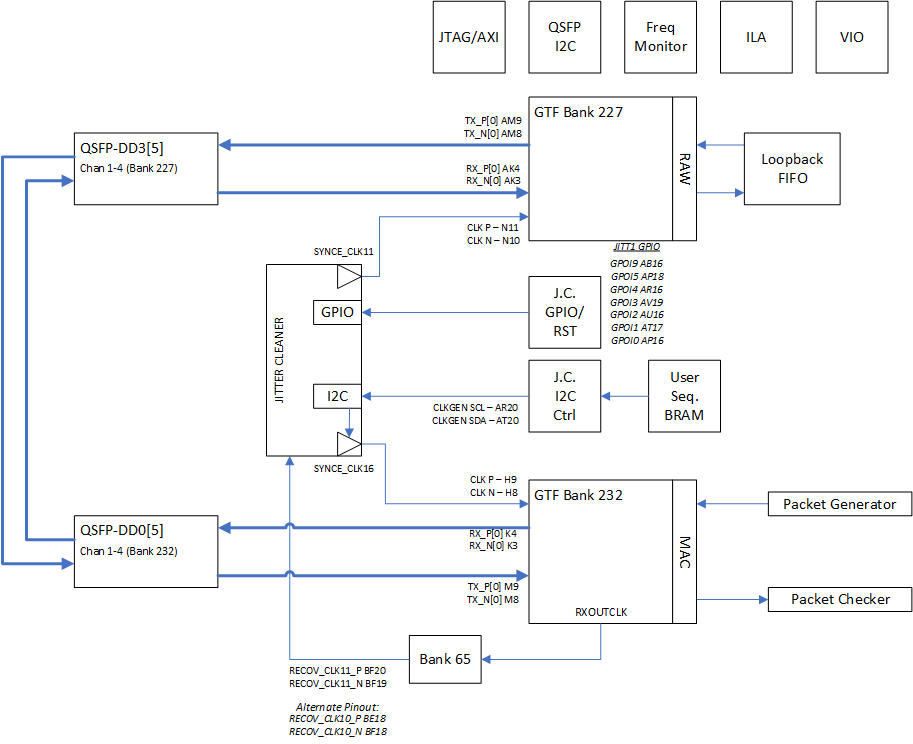 JTAG/AXI
QSFP
I2C
Freq
Monitor
ILA
VIO
TX_P[0] AM9
TX_N[0] AM8
GTF Bank 227
RAW
QSFP-DD3[5]
Chan 1-4 (Bank 227)
Loopback
FIFO
RX_P[0] AK4
RX_N[0] AK3
CLK P – N11
CLK N – N10
SYNCE_CLK11
JITT1 GPIO
GPOI9 AB16
GPOI5 AP18
GPOI4 AR16
GPOI3 AV19
GPOI2 AU16
GPOI1 AT17
GPOI0 AP16
JITTER CLEANER
GPIO
J.C.
GPIO/
RST
I2C
J.C.
I2C
Ctrl
User
Seq.
BRAM
CLKGEN SCL – AR20
CLKGEN SDA – AT20
SYNCE_CLK16
CLK P – H9
CLK N – H8
GTF Bank 232
MAC
Packet Generator
QSFP-DD0[5]
Chan 1-4 (Bank 232)
RX_P[0] K4
RX_N[0] K3
TX_P[0] M9
TX_N[0] M8
RXOUTCLK
Packet Checker
Bank 65
RECOV_CLK11_P BF20
RECOV_CLK11_N BF19
Alternate Pinout:
RECOV_CLK10_P BE18
RECOV_CLK10_N BF18